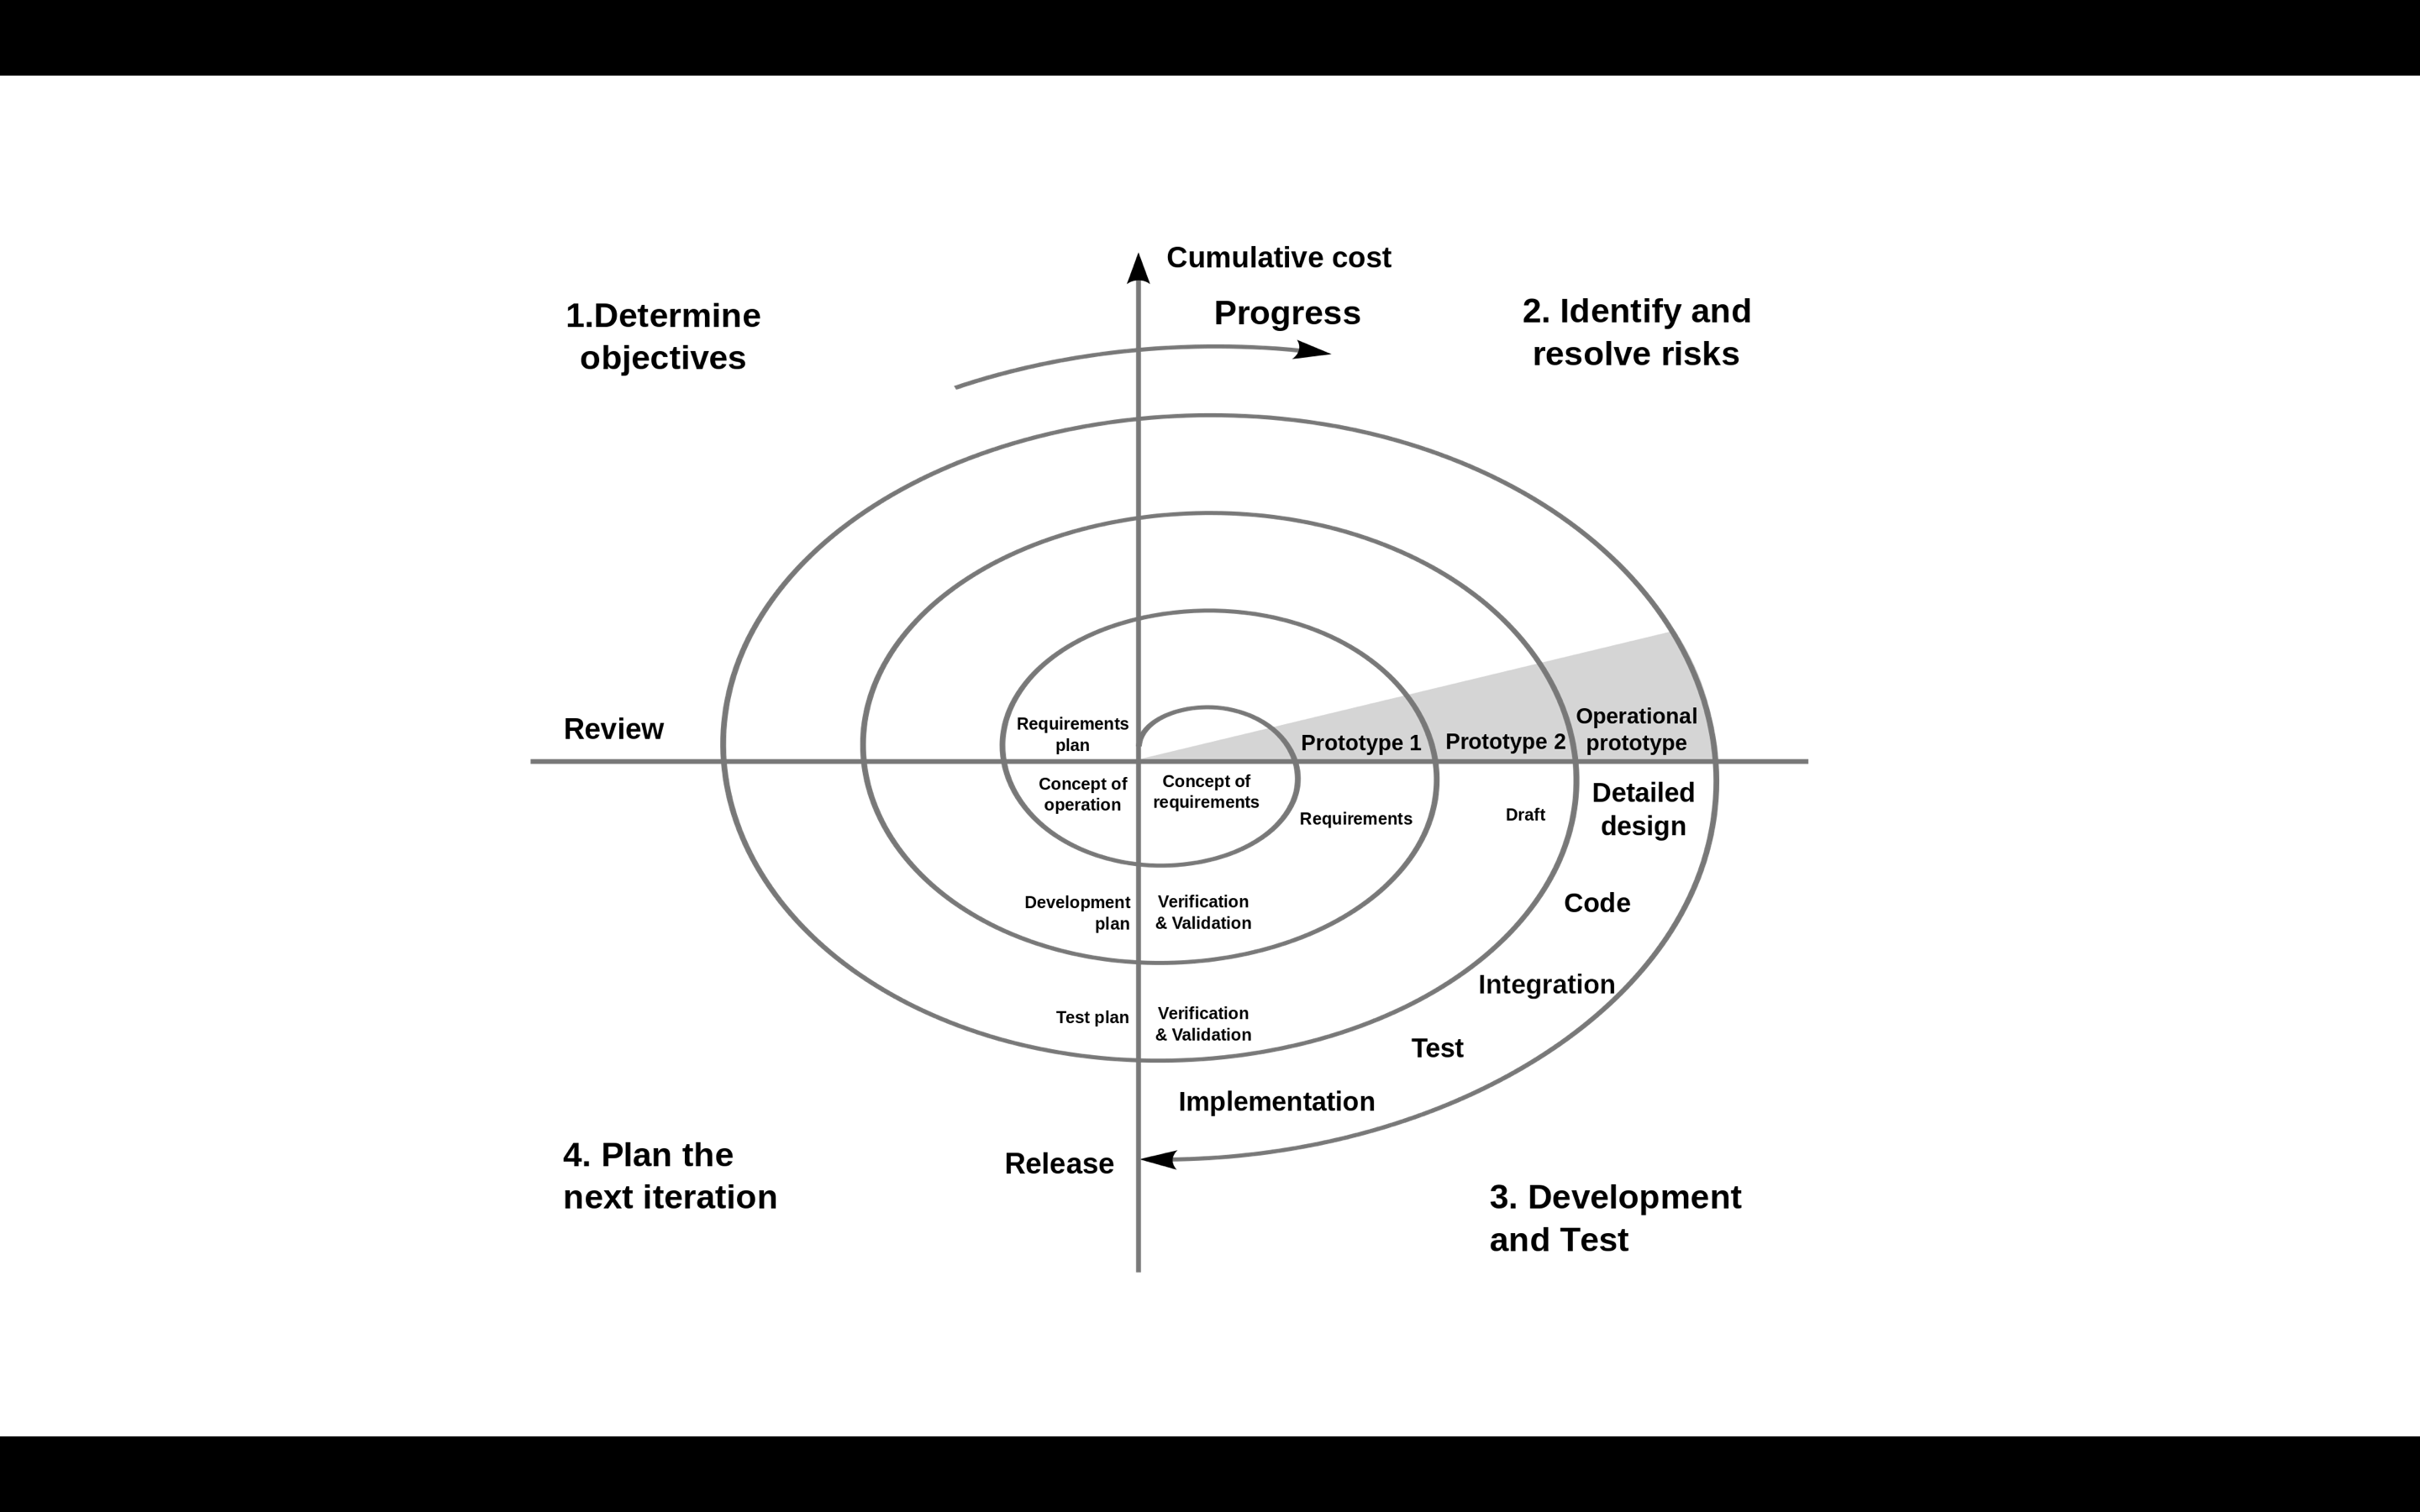 Cumulative cost
Progress
1.Determine
objectives
2. Identify and
resolve risks
Review
Requirements
plan
Prototype 1
Prototype 2
Operational
prototype
Concept of
operation
Concept of
requirements
Requirements
Draft
Detailed
design
Code
Development
plan
Verification
& Validation
Integration
Test plan
Verification
& Validation
Test
Implementation
Release
4. Plan the
next iteration
3. Development
and Test